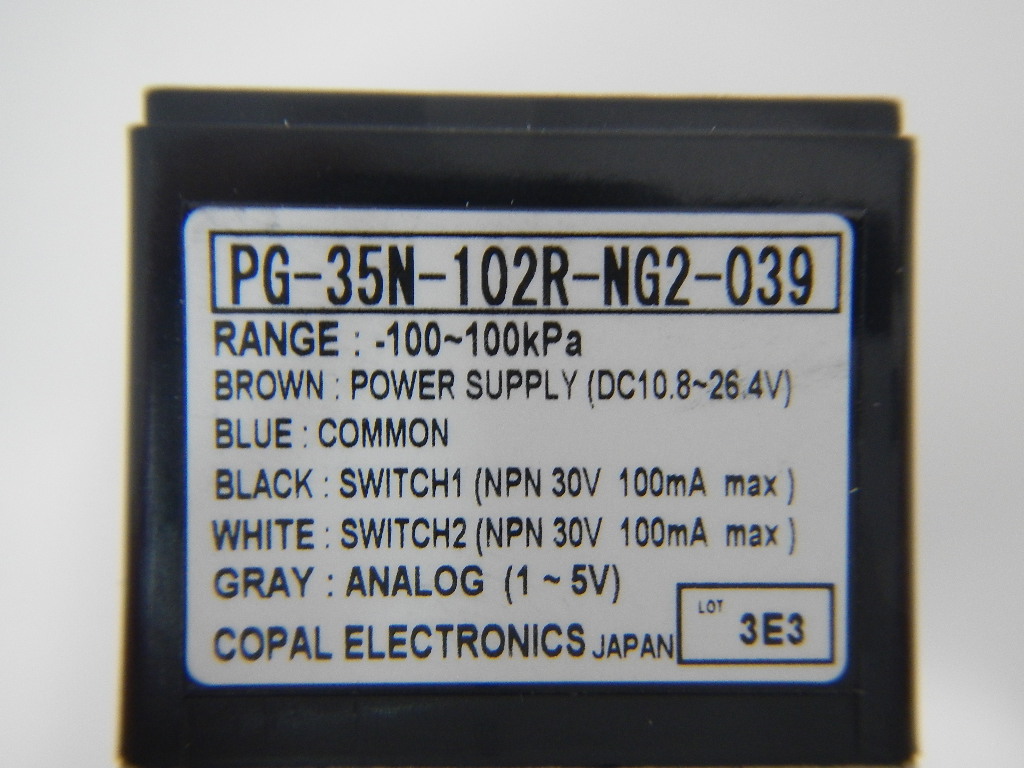 PG-35N-102R-NG2-039
RANGE : -100~100kPa
BROWN : POWER SUPPLY (DC10.8~26.4V)
BLUE : COMMON
BLACK : SWITCH1 (NPN 30V 100mA max )
WHITE : SWITCH2 (NPN 30V 100mA max )
GRAY : ANALOG (1 ~ 5V)
COPAL ELECTRONICS JAPAN
LOT 3E3